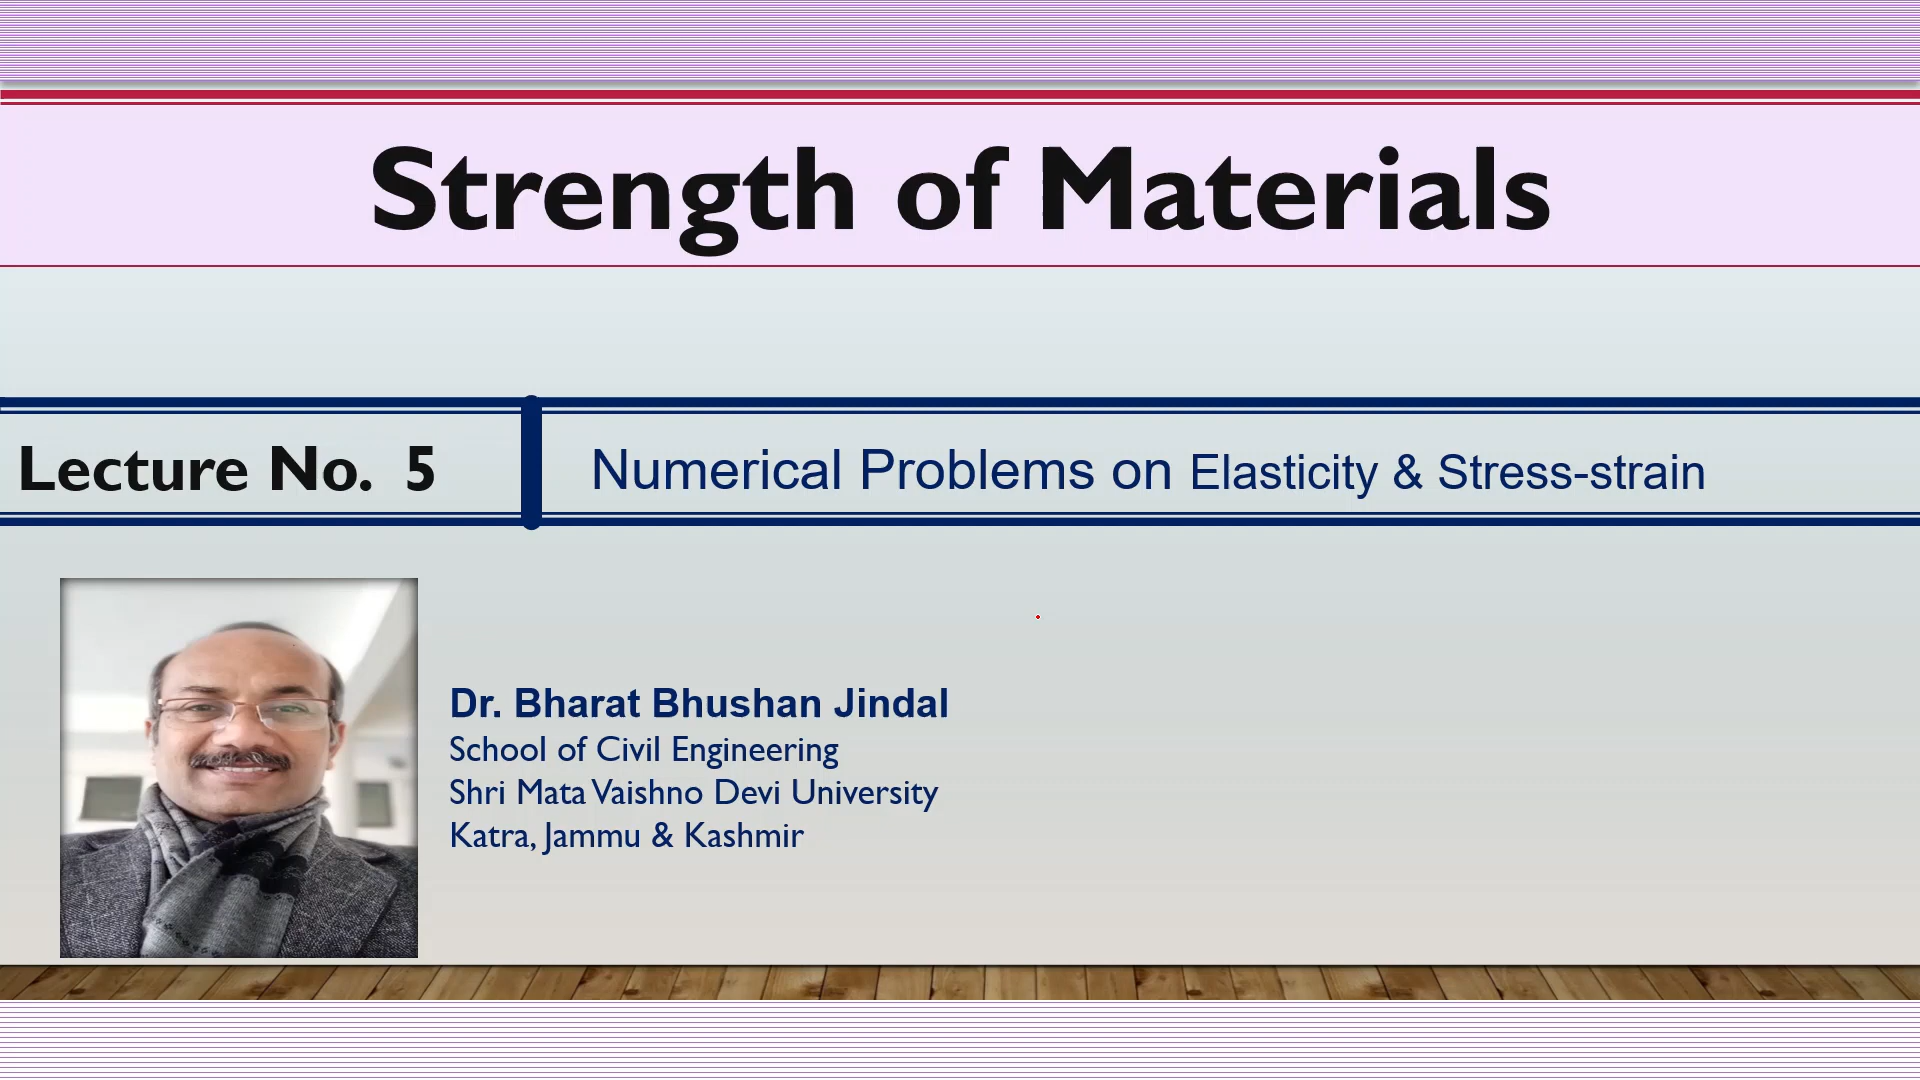 Strength of Materials
Lecture No. 5
Numerical Problems on Elasticity & Stress-strain
Dr. Bharat Bhushan Jindal
School of Civil Engineering
Shri Mata Vaishno Devi University
Katra, Jammu & Kashmir